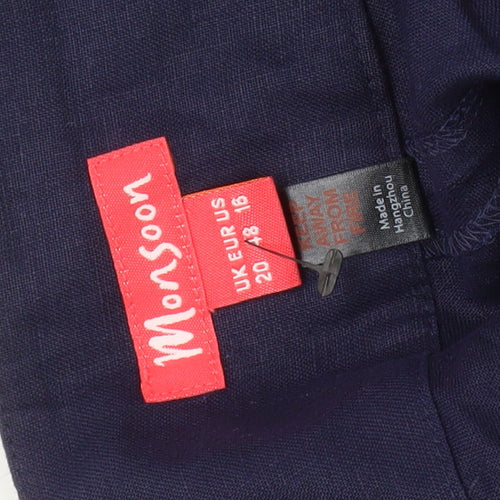 Monsoon
UK EUR US
20 48 16
KEEP
AWAY
FROM
FIRE
Made in
Hangzhou
China